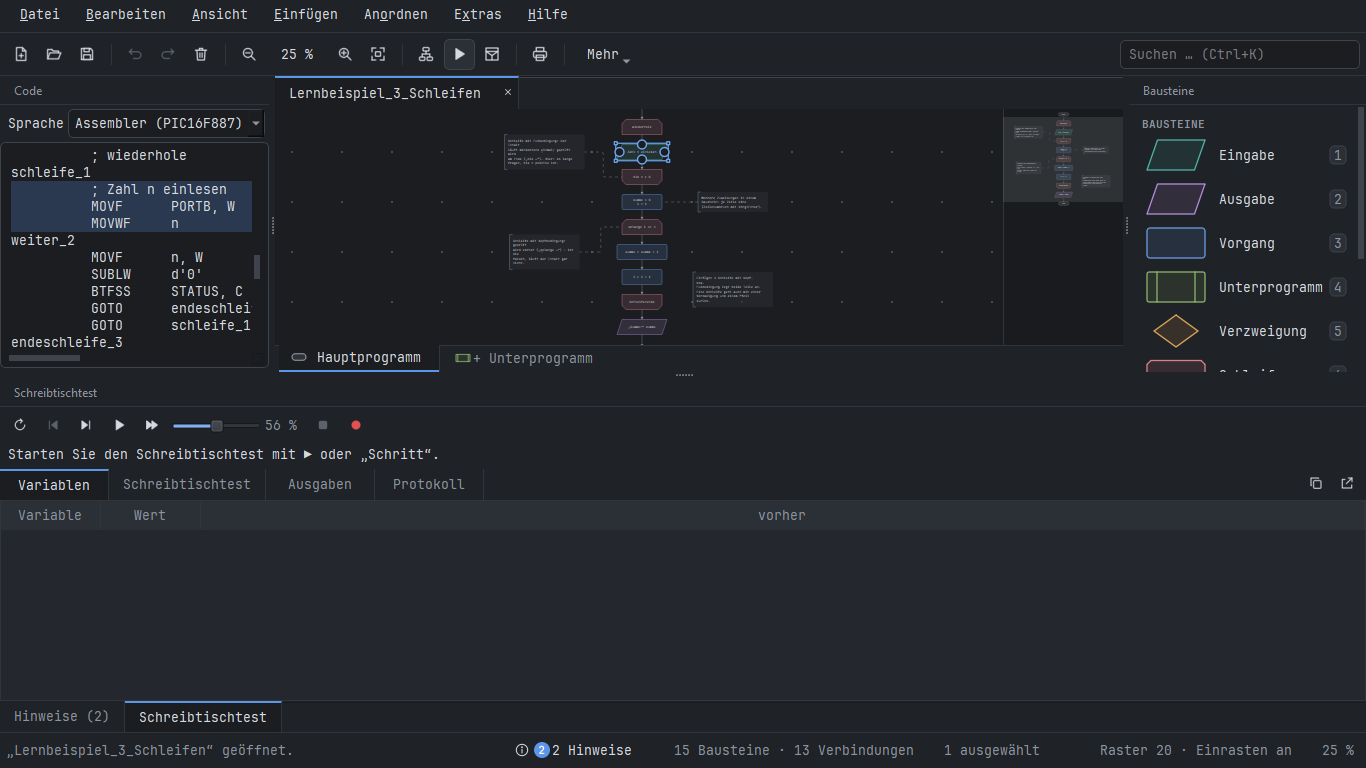 Datei Bearbeiten Ansicht Einfügen Anordnen Extras Hilfe
25 % Mehr Suchen … (Ctrl+K)
Code
Lernbeispiel_3_Schleifen ×
Bausteine
Sprache Assembler (PIC16F887)
; wiederhole
schleife_1
; Zahl n einlesen
MOVF PORTB, W
MOVWF n
weiter_2
MOVF n, W
SUBLW d'0'
BTFSS STATUS, C
GOTO endeschlei
GOTO schleife_1
endeschleife_3
BAUSTEINE
Eingabe 1
Ausgabe 2
Vorgang 3
Unterprogramm 4
Verzweigung 5
Hauptprogramm + Unterprogramm
Schreibtischtest
56 %
Starten Sie den Schreibtischtest mit ▶ oder „Schritt“.
Variablen Schreibtischtest Ausgaben Protokoll
Variable Wert vorher
Hinweise (2) Schreibtischtest
„Lernbeispiel_3_Schleifen“ geöffnet. 2 2 Hinweise 15 Bausteine · 13 Verbindungen 1 ausgewählt Raster 20 · Einrasten an 25 %